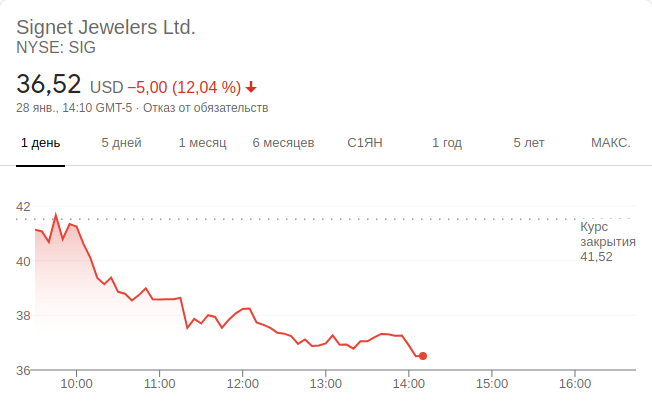 Signet Jewelers Ltd.
NYSE: SIG
36,52 USD −5,00 (12,04 %)
28 янв., 14:10 GMT-5 · Отказ от обязательств
1 день 5 дней 1 месяц 6 месяцев С1ЯН 1 год 5 лет МАКС.
42
Курс
закрытия
41,52
40
38
36
10:00 11:00 12:00 13:00 14:00 15:00 16:00